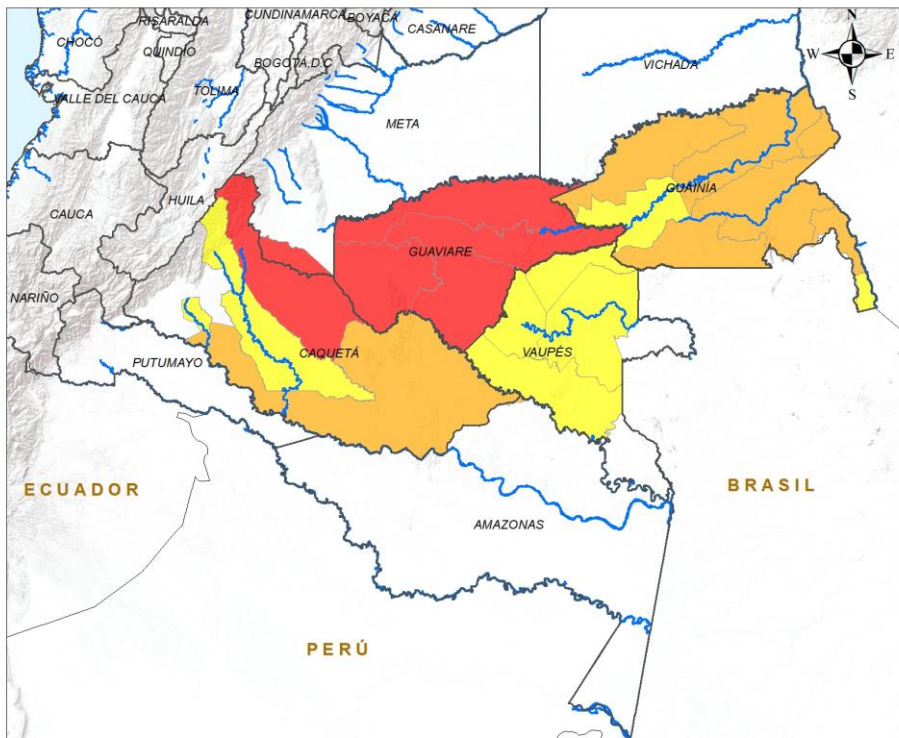 CUNDINAMARCA
BOYACÁ
RISARALDA
CASANARE
N
CHOCÓ
QUINDÍO
BOGOTÁ, D.C
W
E
VICHADA
TOLIMA
S
VALLE DEL CAUCA
META
GUAINÍA
HUILA
CAUCA
GUAVIARE
NARIÑO
CAQUETÁ
VAUPÉS
PUTUMAYO
ECUADOR
BRASIL
AMAZONAS
PERÚ